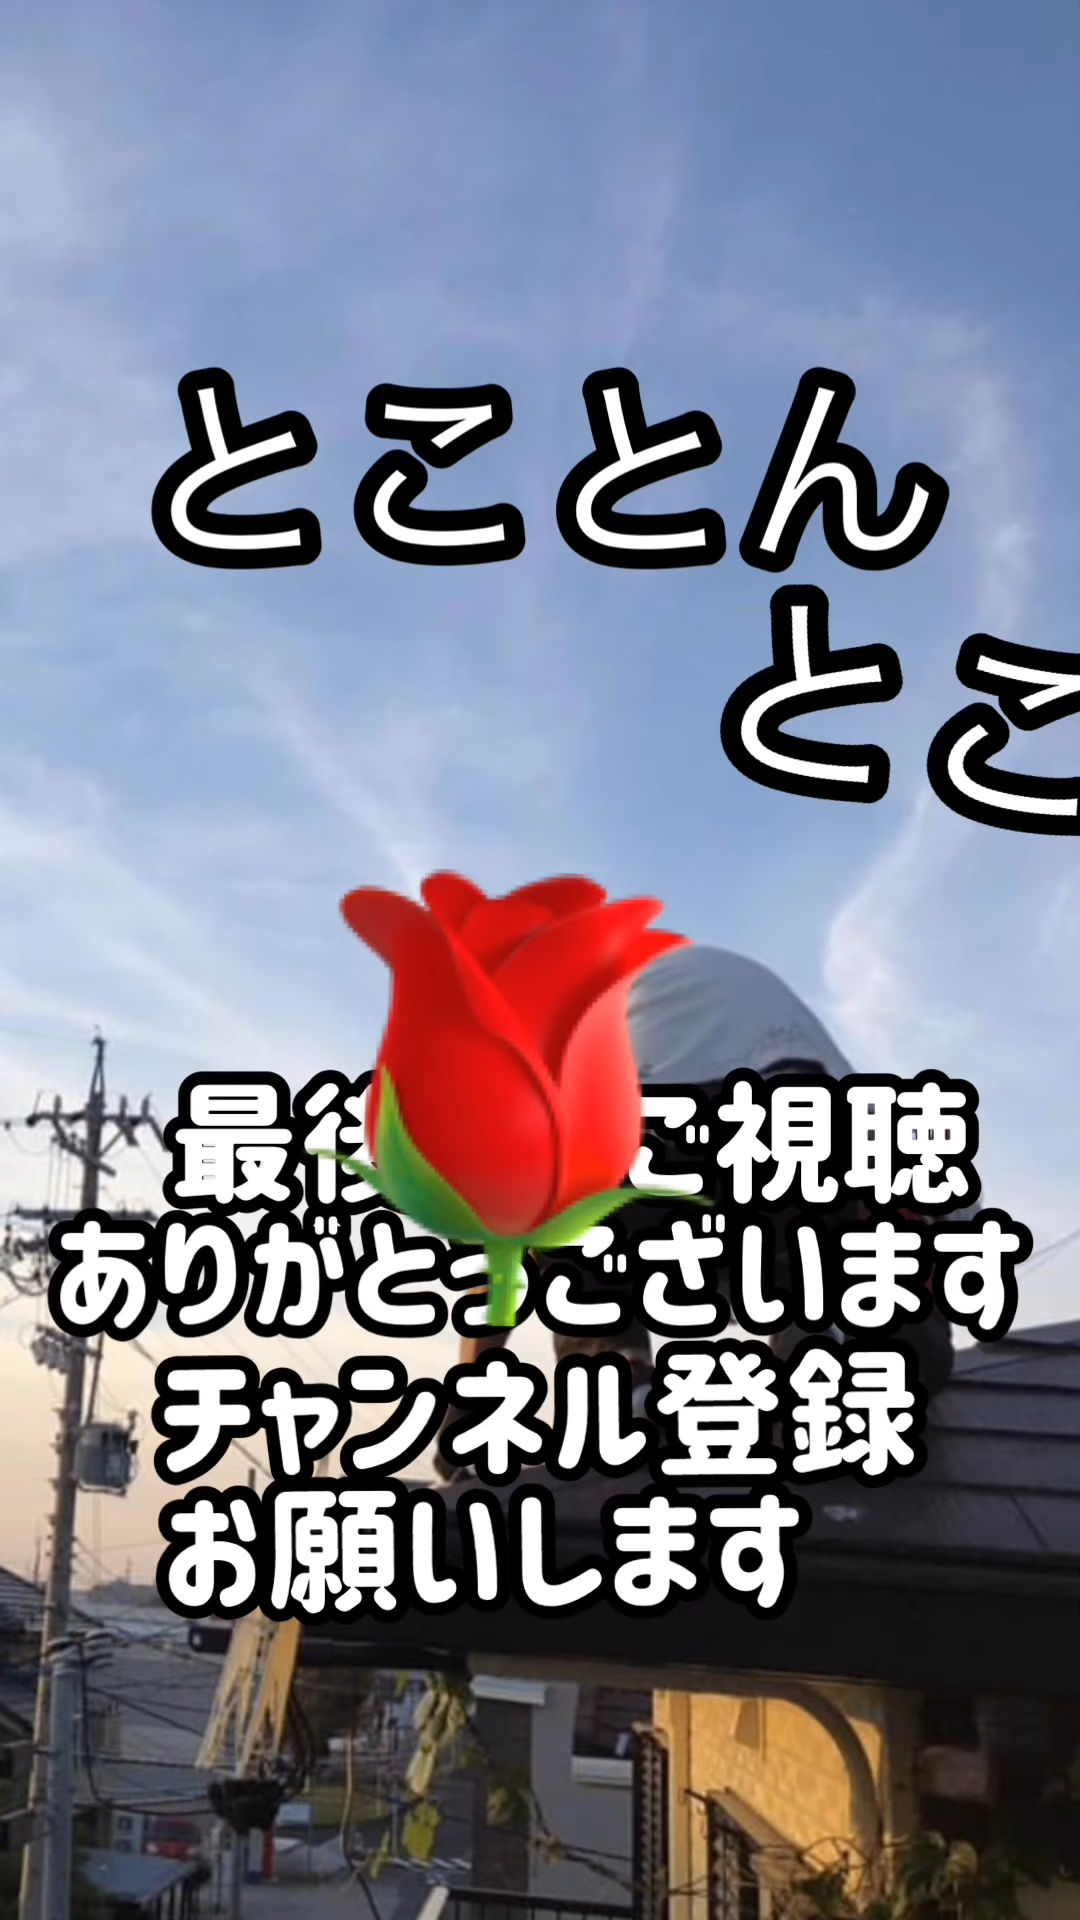 とことん
とこ
最後 ご視聴
ありがとうございます
チャンネル登録
お願いします